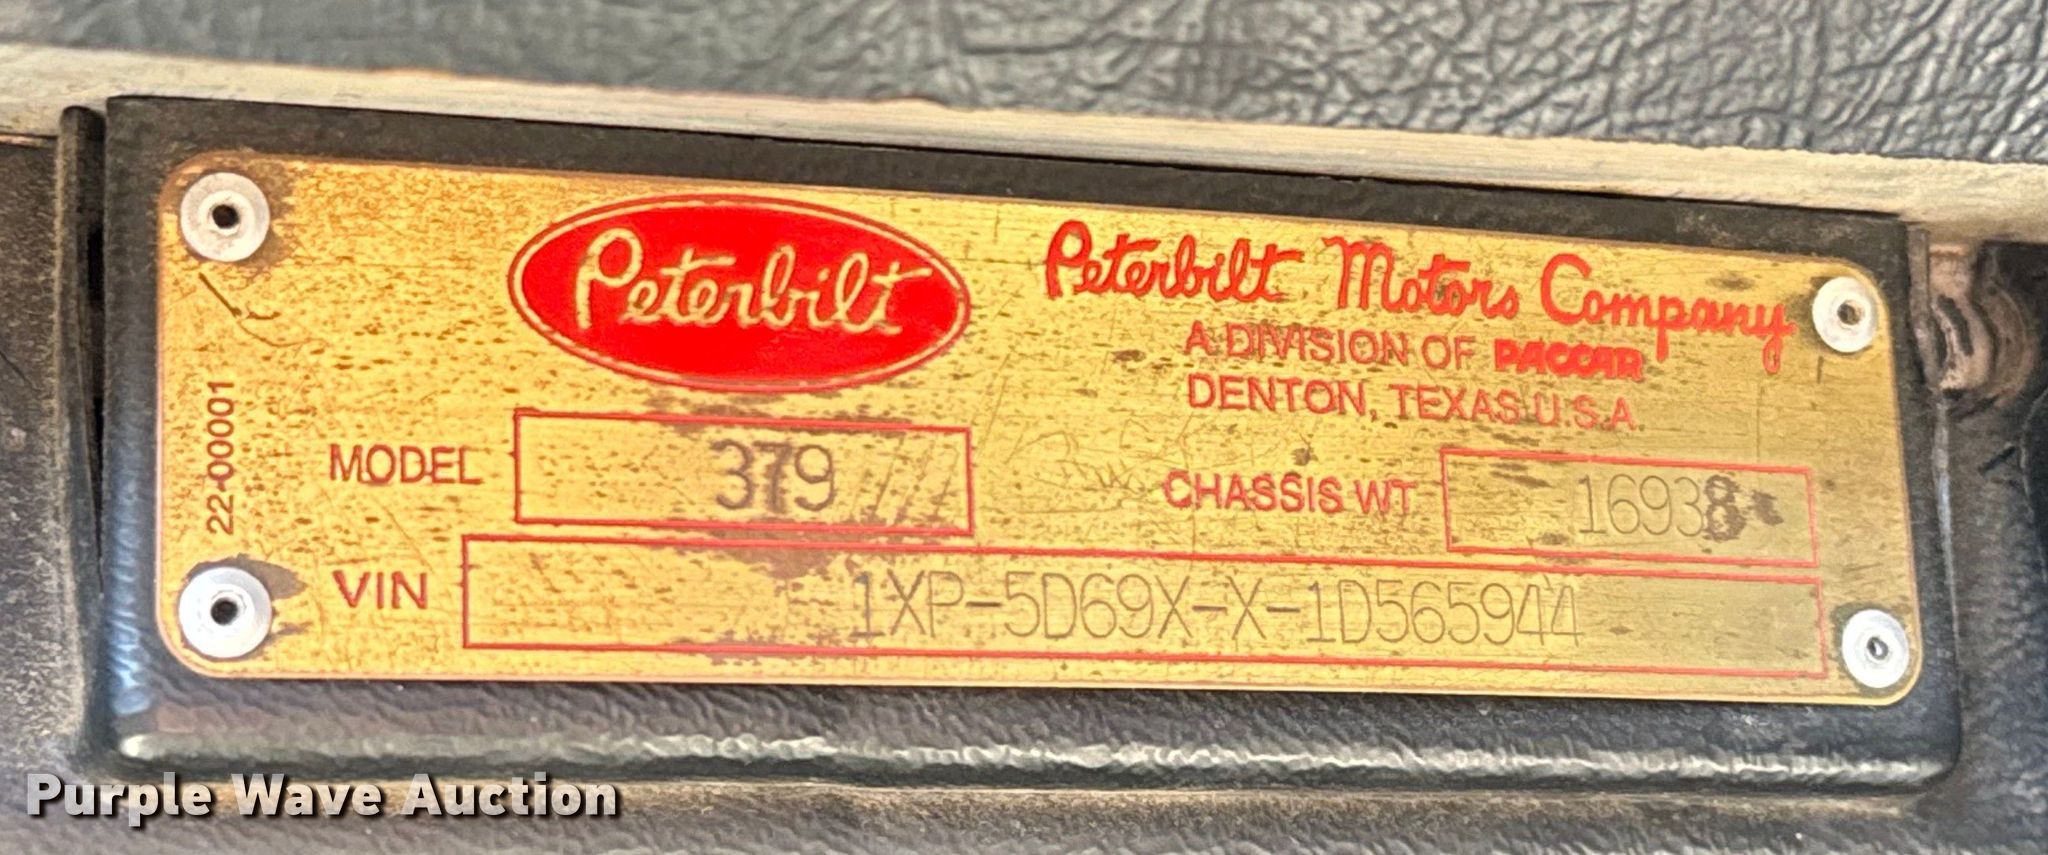 Peterbilt
Peterbilt Motors Company
A DIVISION OF PACCAR
DENTON, TEXAS U.S.A.
22-00001
MODEL 379
CHASSIS WT 16938
VIN 1XP-5D69X-X-1D565944
Purple Wave Auction